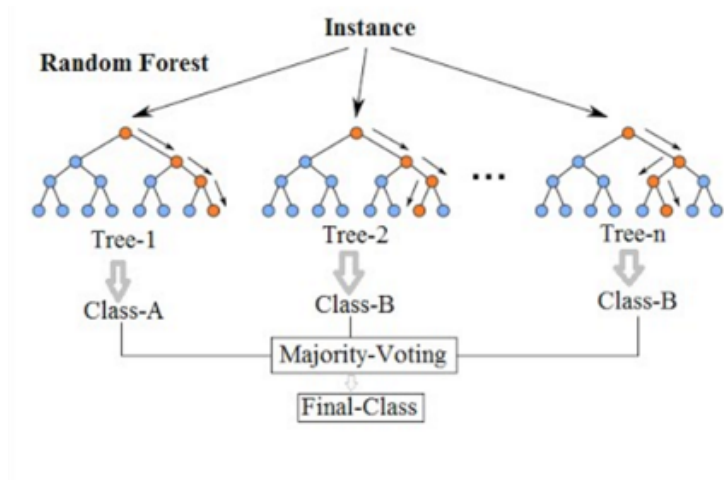 Instance
Random Forest
...
Tree-1
Tree-2
Tree-n
Class-A
Class-B
Class-B
Majority-Voting
Final-Class